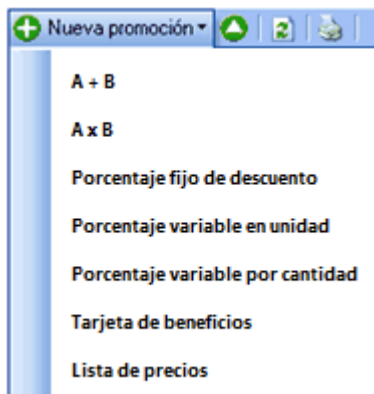 Nueva promoción
A + B
A x B
Porcentaje fijo de descuento
Porcentaje variable en unidad
Porcentaje variable por cantidad
Tarjeta de beneficios
Lista de precios